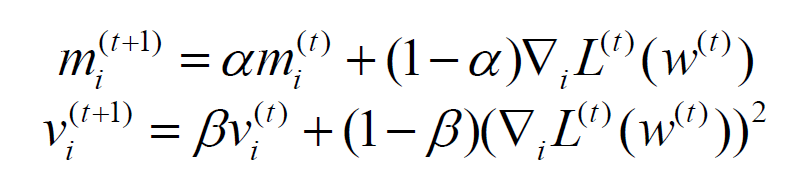 m_i^{(t+1)} = αm_i^{(t)} + (1−α)∇_i L^{(t)}(w^{(t)})
v_i^{(t+1)} = βv_i^{(t)} + (1−β)(∇_i L^{(t)}(w^{(t)}))^2